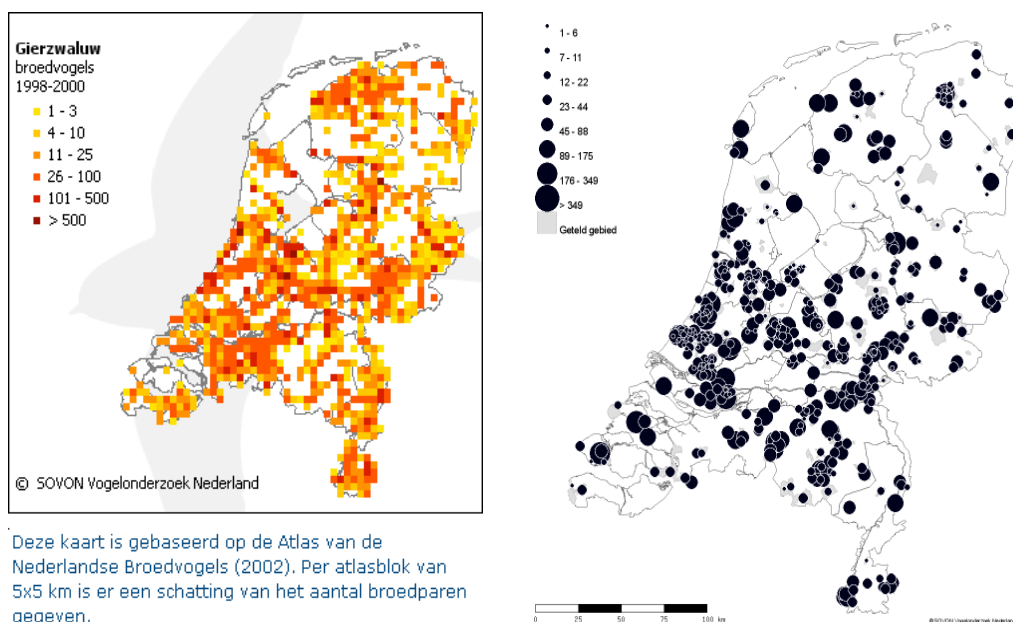 Gierzwaluw
broedvogels
1998-2000
1 - 3
4 - 10
11 - 25
26 - 100
101 - 500
> 500
© SOVON Vogelonderzoek Nederland
Deze kaart is gebaseerd op de Atlas van de
Nederlandse Broedvogels (2002). Per atlasblok van
5x5 km is er een schatting van het aantal broedparen
gegeven.
1 - 6
7 - 11
12 - 22
23 - 44
45 - 88
89 - 175
176 - 349
> 349
Geteld gebied
0 25 50 75 100 km
© SOVON Vogelonderzoek Nederland